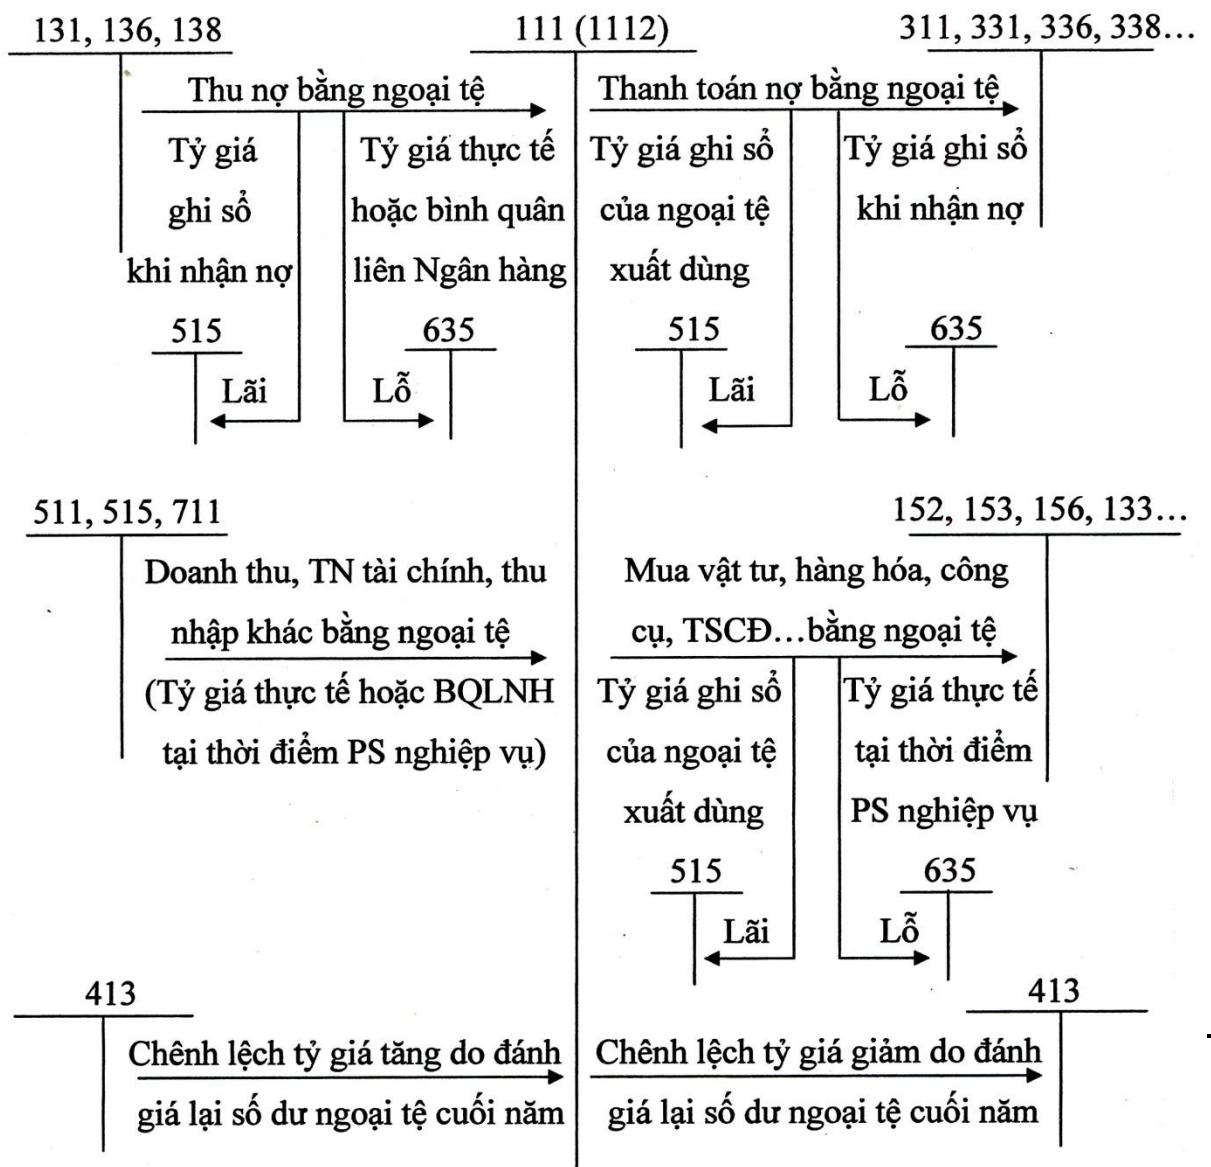 131, 136, 138
111 (1112)
311, 331, 336, 338...
Thu nợ bằng ngoại tệ
Tỷ giá
ghi sổ
khi nhận nợ
Tỷ giá thực tế
hoặc bình quân
liên Ngân hàng
515
Lãi
635
Lỗ
Thanh toán nợ bằng ngoại tệ
Tỷ giá ghi sổ
của ngoại tệ
xuất dùng
Tỷ giá ghi sổ
khi nhận nợ
515
Lãi
635
Lỗ
511, 515, 711
Doanh thu, TN tài chính, thu
nhập khác bằng ngoại tệ
(Tỷ giá thực tế hoặc BQLNH
tại thời điểm PS nghiệp vụ)
152, 153, 156, 133...
Mua vật tư, hàng hóa, công
cụ, TSCĐ...bằng ngoại tệ
Tỷ giá ghi sổ
của ngoại tệ
xuất dùng
Tỷ giá thực tế
tại thời điểm
PS nghiệp vụ
515
Lãi
635
Lỗ
413
Chênh lệch tỷ giá tăng do đánh
giá lại số dư ngoại tệ cuối năm
413
Chênh lệch tỷ giá giảm do đánh
giá lại số dư ngoại tệ cuối năm